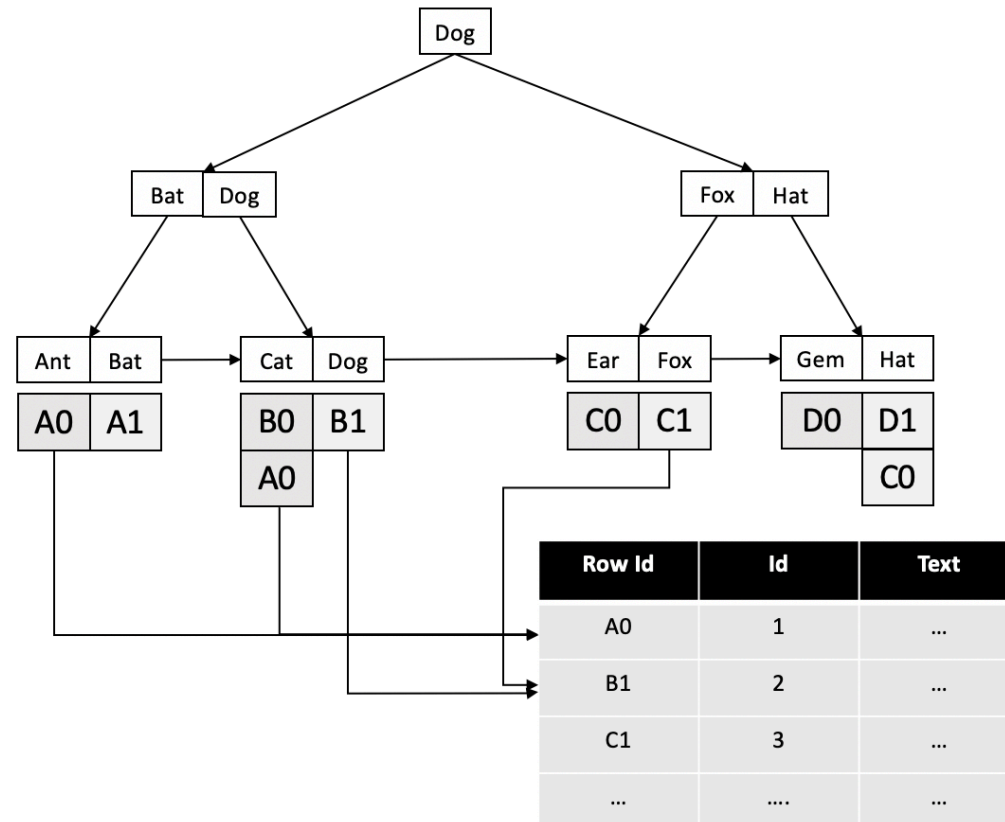 Dog
Bat Dog
Fox Hat
Ant Bat
Cat Dog
Ear Fox
Gem Hat
A0 A1
B0 B1
C0 C1
D0 D1
A0
C0
Row Id Id Text
A0 1 ...
B1 2 ...
C1 3 ...
... .... ...